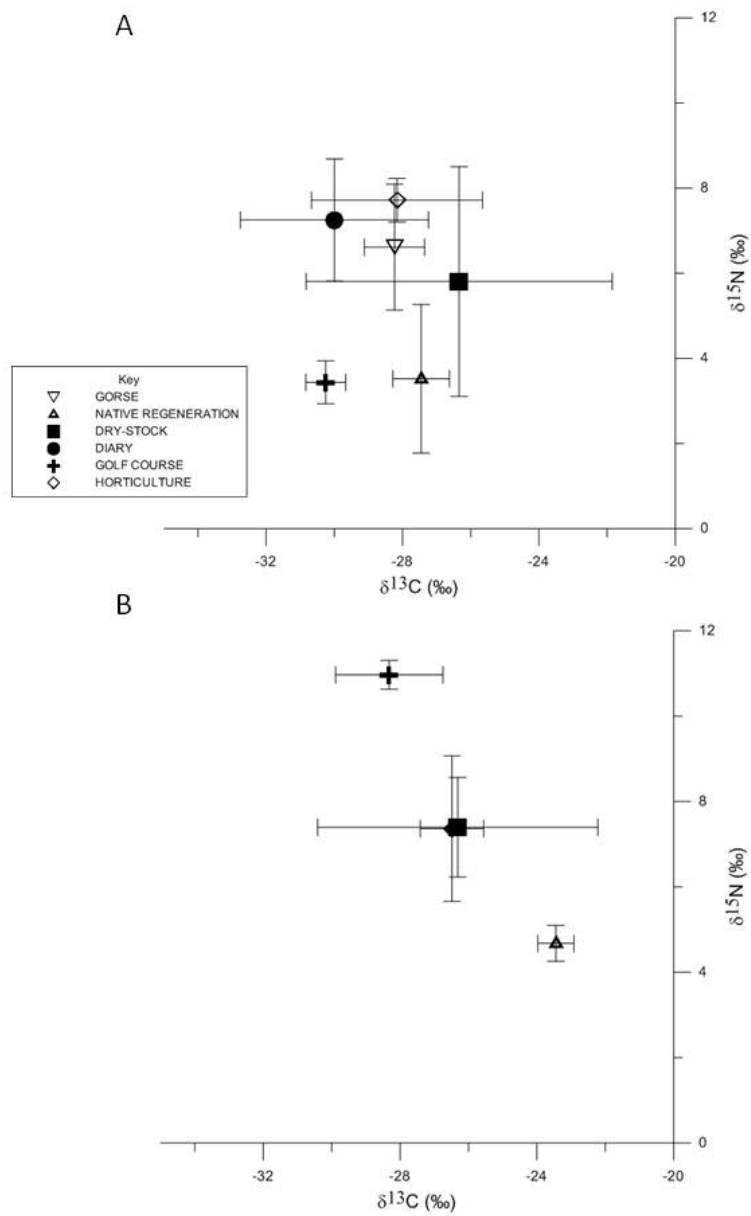 A
12
8
4
0
δ15N (‰)
Key
GORSE
NATIVE REGENERATION
DRY-STOCK
DIARY
GOLF COURSE
HORTICULTURE
-32 -28 -24 -20
δ13C (‰)
B
12
8
4
0
δ15N (‰)
-32 -28 -24 -20
δ13C (‰)